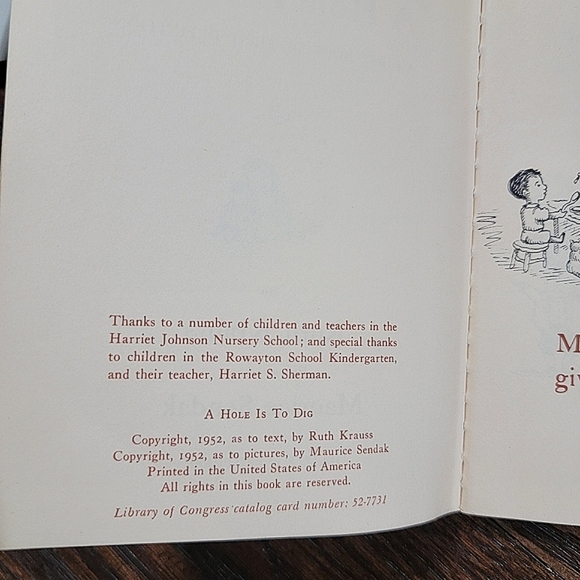 Thanks to a number of children and teachers in the
Harriet Johnson Nursery School; and special thanks
to children in the Rowayton School Kindergarten,
and their teacher, Harriet S. Sherman.
A Hole Is To Dig
Copyright, 1952, as to text, by Ruth Krauss
Copyright, 1952, as to pictures, by Maurice Sendak
Printed in the United States of America
All rights in this book are reserved.
Library of Congress catalog card number: 52-7731